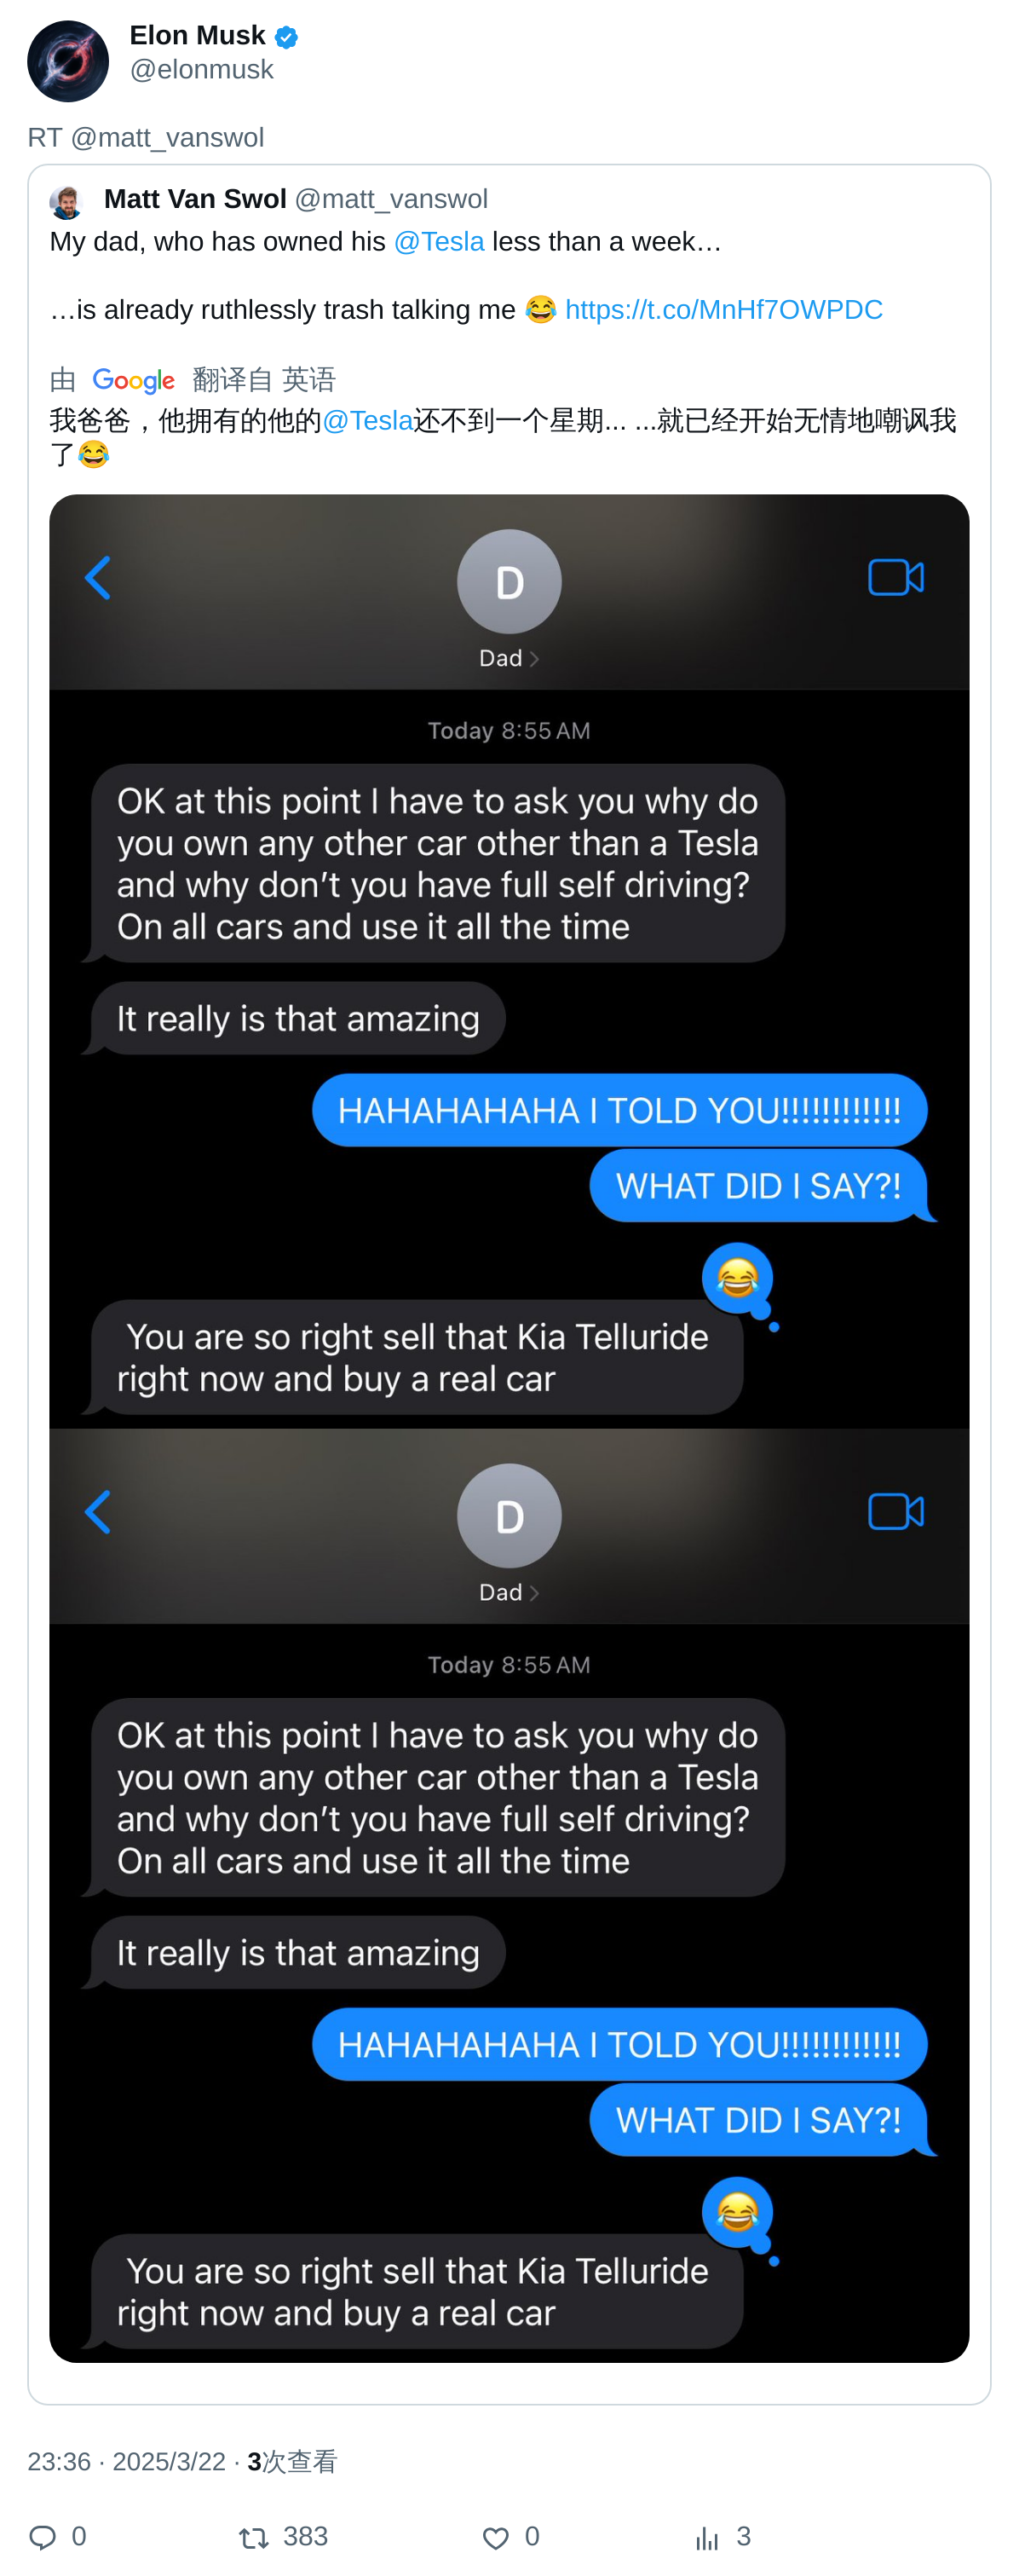 Elon Musk
@elonmusk
RT @matt_vanswol
Matt Van Swol @matt_vanswol
My dad, who has owned his @Tesla less than a week…
…is already ruthlessly trash talking me 😂 https://t.co/MnHf7OWPDC
由 Google 翻译自 英语
我爸爸，他拥有的他的@Tesla还不到一个星期... ...就已经开始无情地嘲讽我
了😂
D
Dad
Today 8:55 AM
OK at this point I have to ask you why do
you own any other car other than a Tesla
and why don’t you have full self driving?
On all cars and use it all the time
It really is that amazing
HAHAHAHAHA I TOLD YOU!!!!!!!!!!!!
WHAT DID I SAY?!
😂
You are so right sell that Kia Telluride
right now and buy a real car
D
Dad
Today 8:55 AM
OK at this point I have to ask you why do
you own any other car other than a Tesla
and why don’t you have full self driving?
On all cars and use it all the time
It really is that amazing
HAHAHAHAHA I TOLD YOU!!!!!!!!!!!!
WHAT DID I SAY?!
😂
You are so right sell that Kia Telluride
right now and buy a real car
23:36 · 2025/3/22 · 3次查看
0 383 0 3